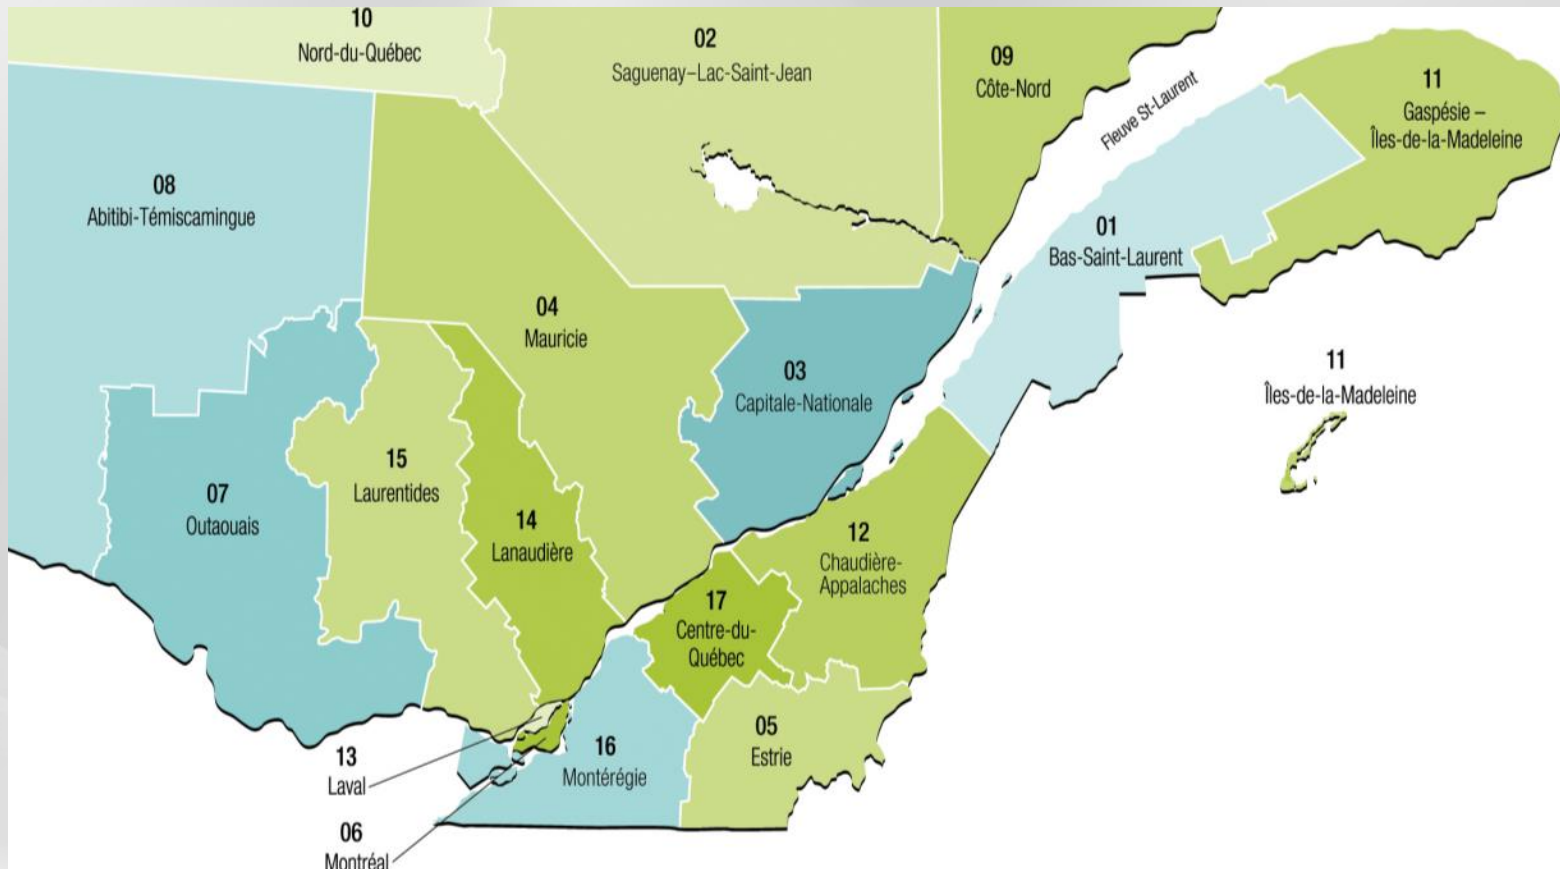 10
Nord-du-Québec
02
Saguenay–Lac-Saint-Jean
09
Côte-Nord
Fleuve St-Laurent
11
Gaspésie –
Îles-de-la-Madeleine
08
Abitibi-Témiscamingue
01
Bas-Saint-Laurent
04
Mauricie
03
Capitale-Nationale
11
Îles-de-la-Madeleine
15
Laurentides
07
Outaouais
14
Lanaudière
12
Chaudière-
Appalaches
17
Centre-du-
Québec
05
Estrie
16
Montérégie
13
Laval
06
Montréal